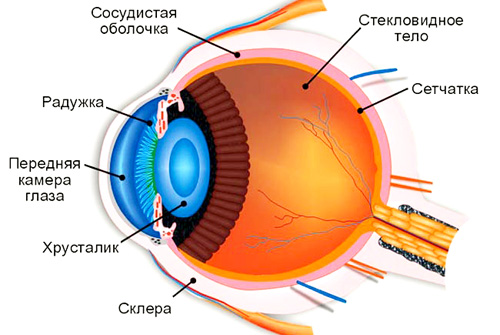 Сосудистая
оболочка
Стекловидное
тело
Сетчатка
Радужка
Передняя
камера
глаза
Хрусталик
Склера